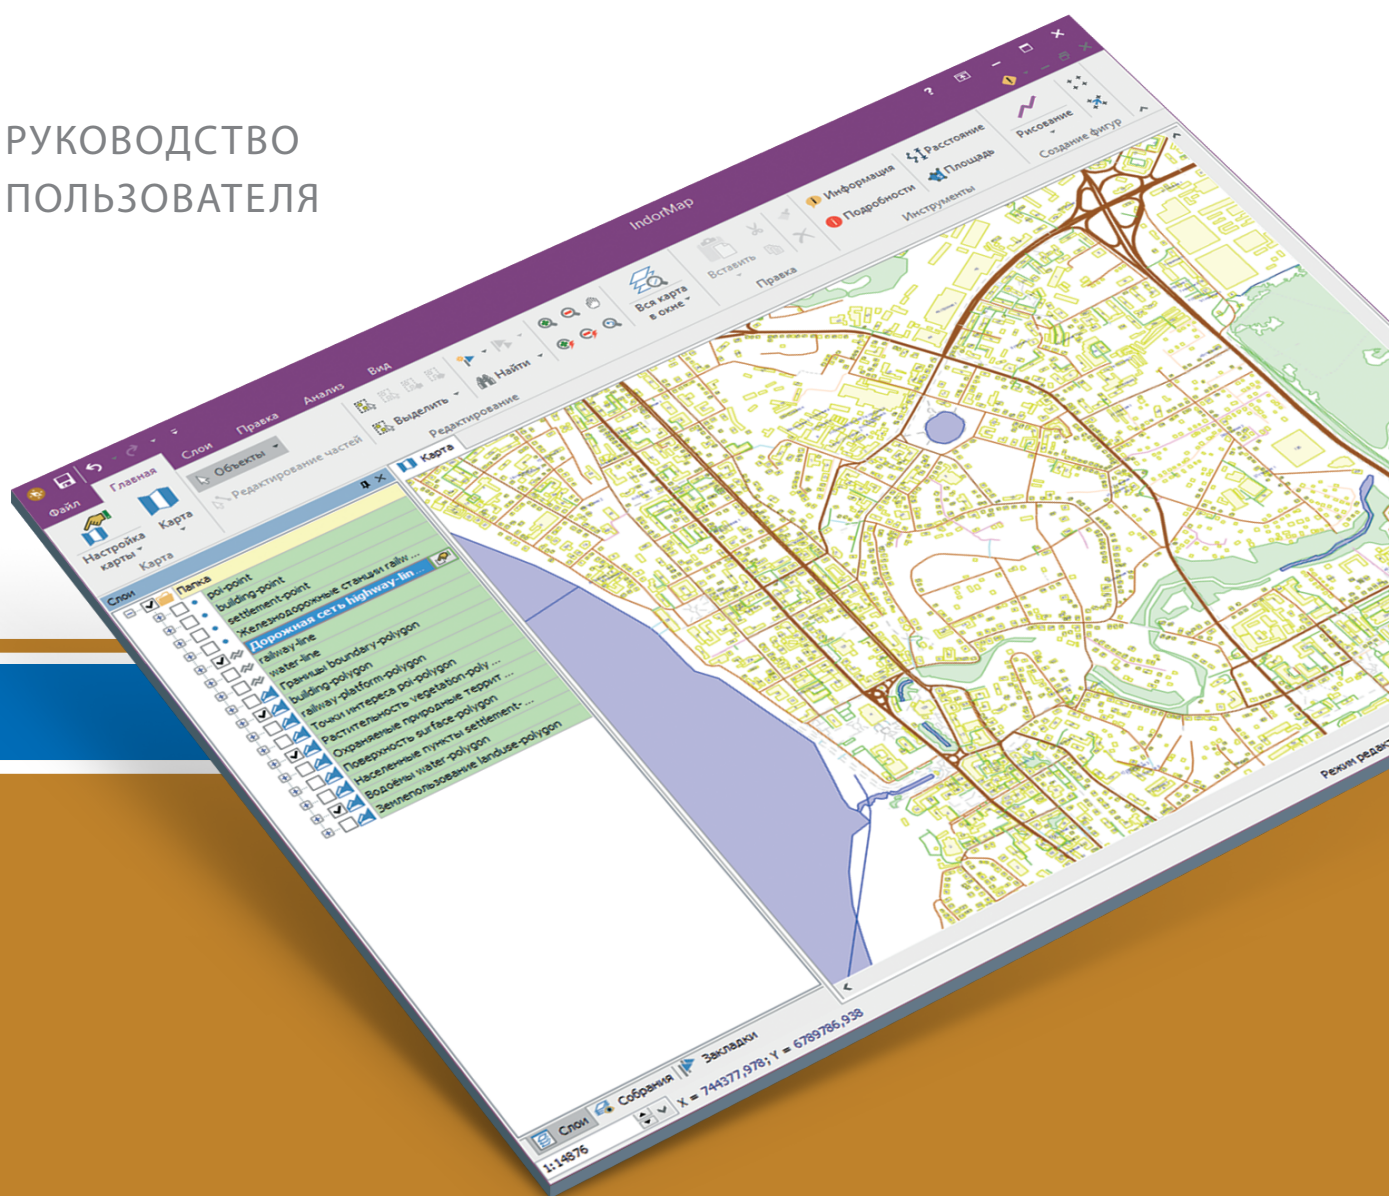 РУКОВОДСТВО
ПОЛЬЗОВАТЕЛЯ
IndorMap
Файл
Главная
Слои
Правка
Анализ
Вид
Настройка
карты
Карта
Карта
Объекты
Редактирование частей
Выделить
Найти
Редактирование
Вся карта
в окне
Вставить
Правка
Информация
Подробности
Расстояние
Площадь
Инструменты
Рисование
Создание фигур
Слои
Папка
poi-point
building-point
settlement-point
Железнодорожные станции railw ...
Дорожная сеть highway-lin ...
railway-line
water-line
Границы boundary-polygon
building-polygon
railway-platform-polygon
Точки интереса poi-polygon
Растительность vegetation-poly ...
Охраняемые природные террит ...
Поверхность surface-polygon
Населенные пункты settlement- ...
Водоёмы water-polygon
Землепользование landuse-polygon
Карта
Слои
Собрания
Закладки
1:14876
X = 744377,978; Y = 6789786,938
Режим редакт